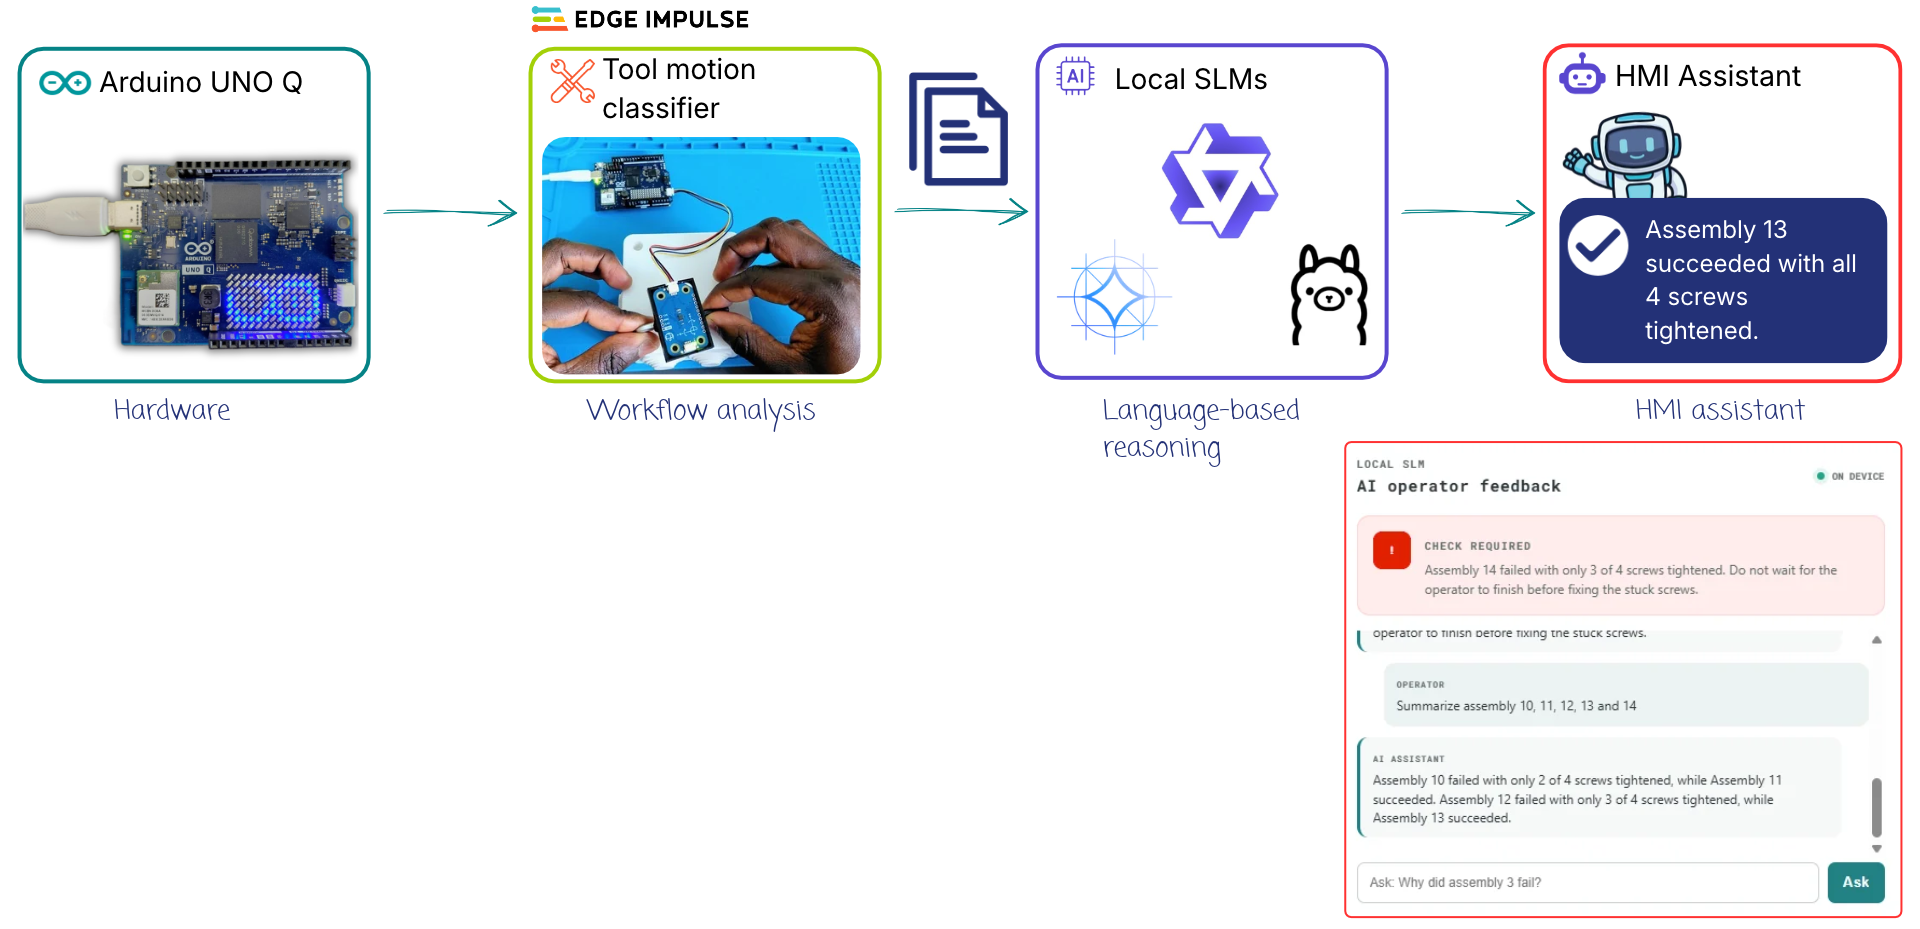 EDGE IMPULSE
Arduino UNO Q
Tool motion
classifier
AI
Local SLMs
HMI Assistant
ARDUINO
UNO Q
Assembly 13
succeeded with all
4 screws
tightened.
Hardware
Workflow analysis
Language-based
reasoning
HMI assistant
LOCAL SLM
AI operator feedback
ON DEVICE
!
CHECK REQUIRED
Assembly 14 failed with only 3 of 4 screws tightened. Do not wait for the
operator to finish before fixing the stuck screws.
operator to finish before fixing the stuck screws.
OPERATOR
Summarize assembly 10, 11, 12, 13 and 14
AI ASSISTANT
Assembly 10 failed with only 2 of 4 screws tightened, while Assembly 11
succeeded. Assembly 12 failed with only 3 of 4 screws tightened, while
Assembly 13 succeeded.
Ask: Why did assembly 3 fail?
Ask